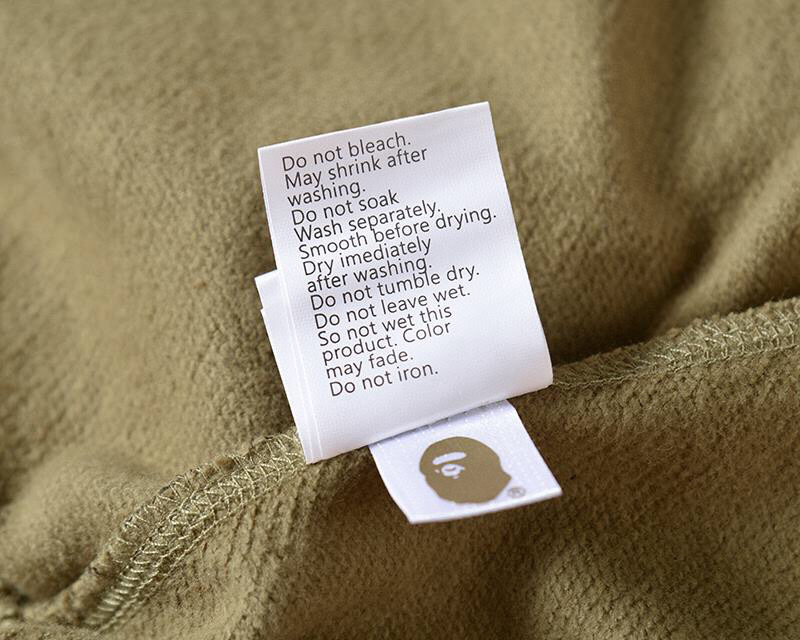 Do not bleach.
May shrink after
washing.
Do not soak
Wash separately.
Smooth before drying.
Dry imediately
after washing.
Do not tumble dry.
Do not leave wet.
So not wet this
product. Color
may fade.
Do not iron.
®